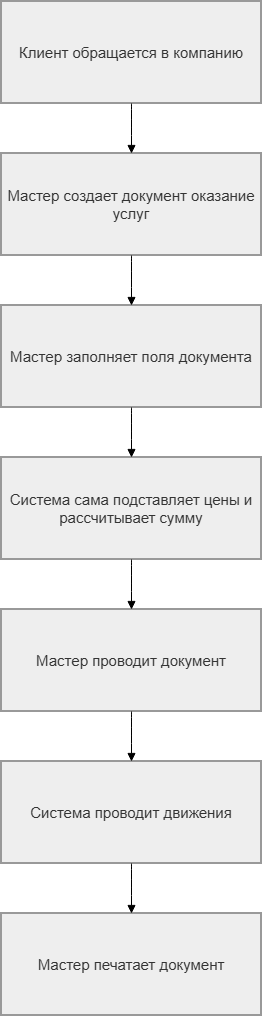 Клиент обращается в компанию
Мастер создает документ оказание
услуг
Мастер заполняет поля документа
Система сама подставляет цены и
рассчитывает сумму
Мастер проводит документ
Система проводит движения
Мастер печатает документ